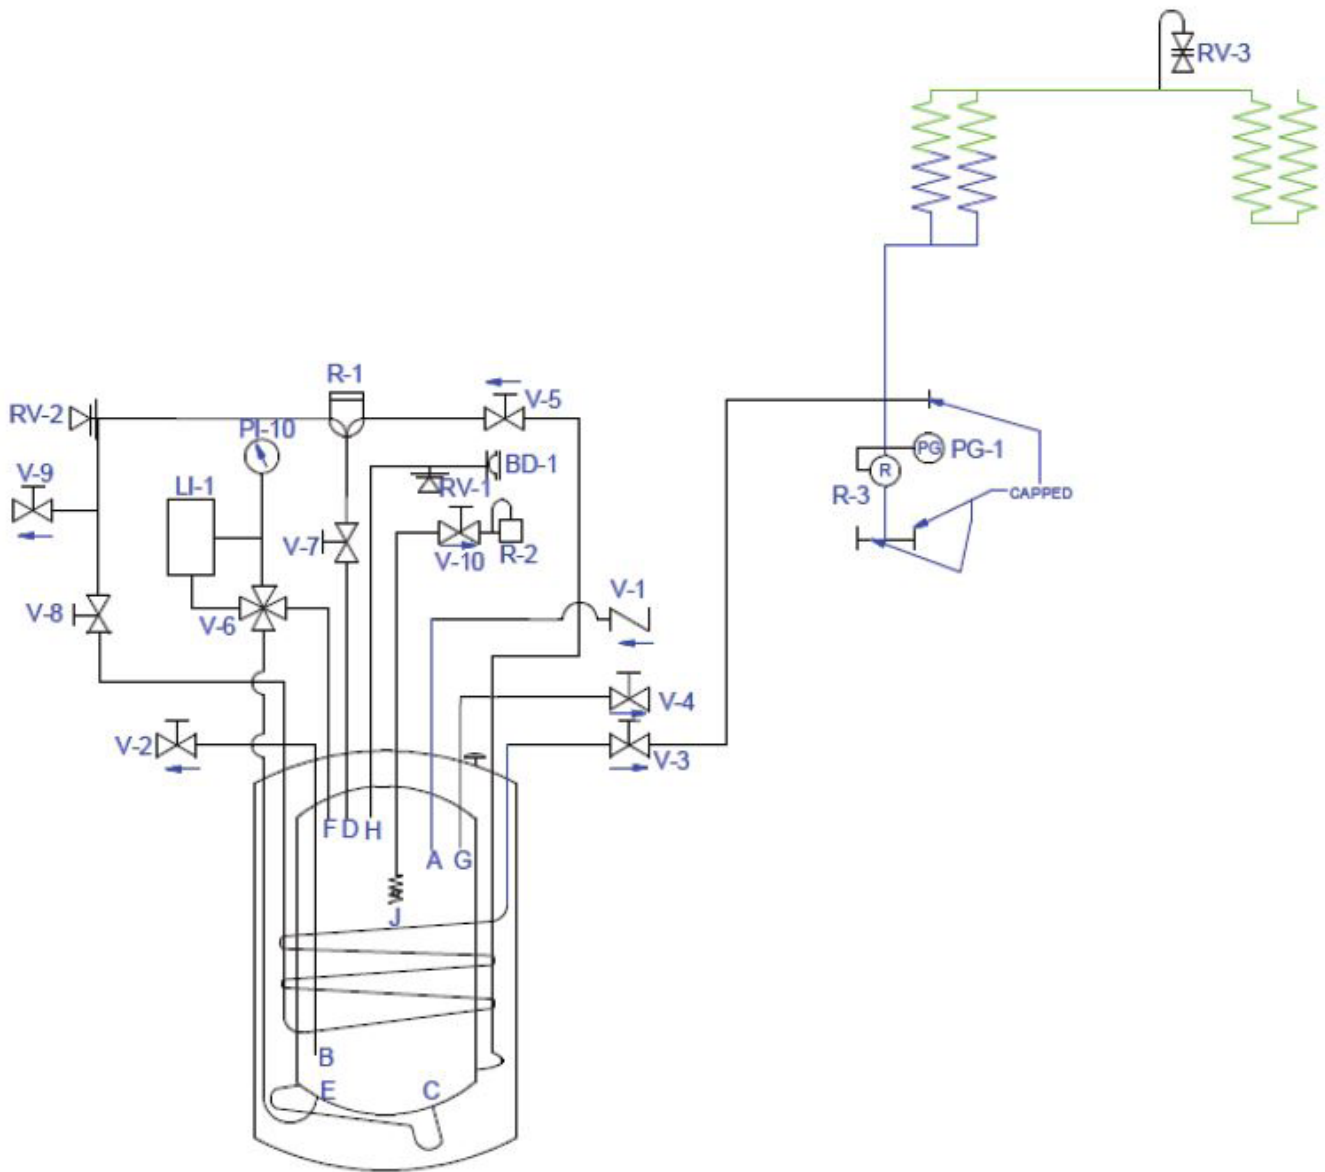 RV-3
R-1
V-5
RV-2
PI-10
V-9
LI-1
BD-1
PG
PG-1
RV-1
R
R-3
CAPPED
V-7
V-10
R-2
V-8
V-6
V-1
V-4
V-2
V-3
F
D
H
A
G
J
B
E
C